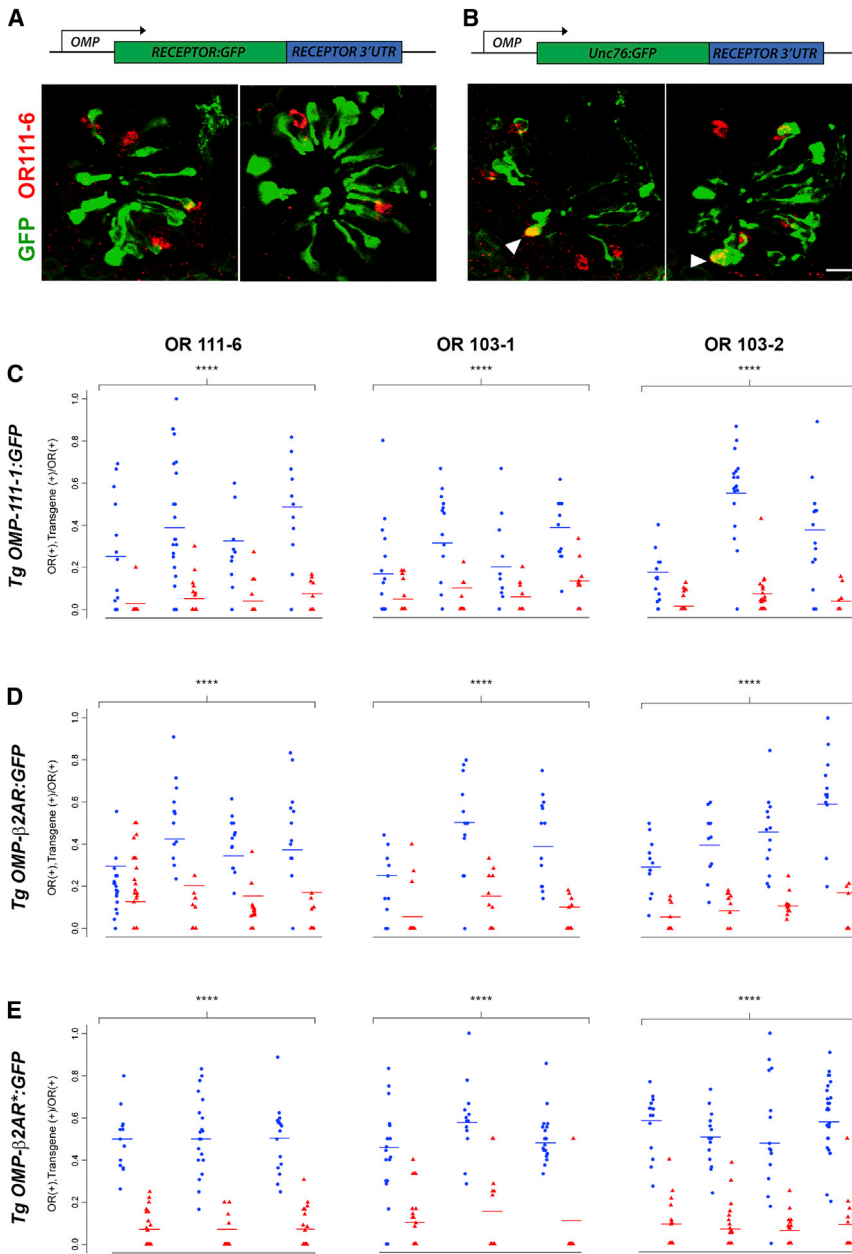 A
OMP
RECEPTOR:GFP
RECEPTOR 3'UTR
B
OMP
Unc76:GFP
RECEPTOR 3'UTR
GFP OR111-6
OR 111-6
OR 103-1
OR 103-2
C
****
****
****
Tg OMP-111-1:GFP
OR(+),Transgene (+)/OR(+)
1.0
0.8
0.6
0.4
0.2
0.0
D
****
****
****
Tg OMP-β2AR:GFP
OR(+),Transgene (+)/OR(+)
1.0
0.8
0.6
0.4
0.2
0.0
E
****
****
****
Tg OMP-β2AR*:GFP
OR(+),Transgene (+)/OR(+)
1.0
0.8
0.6
0.4
0.2
0.0